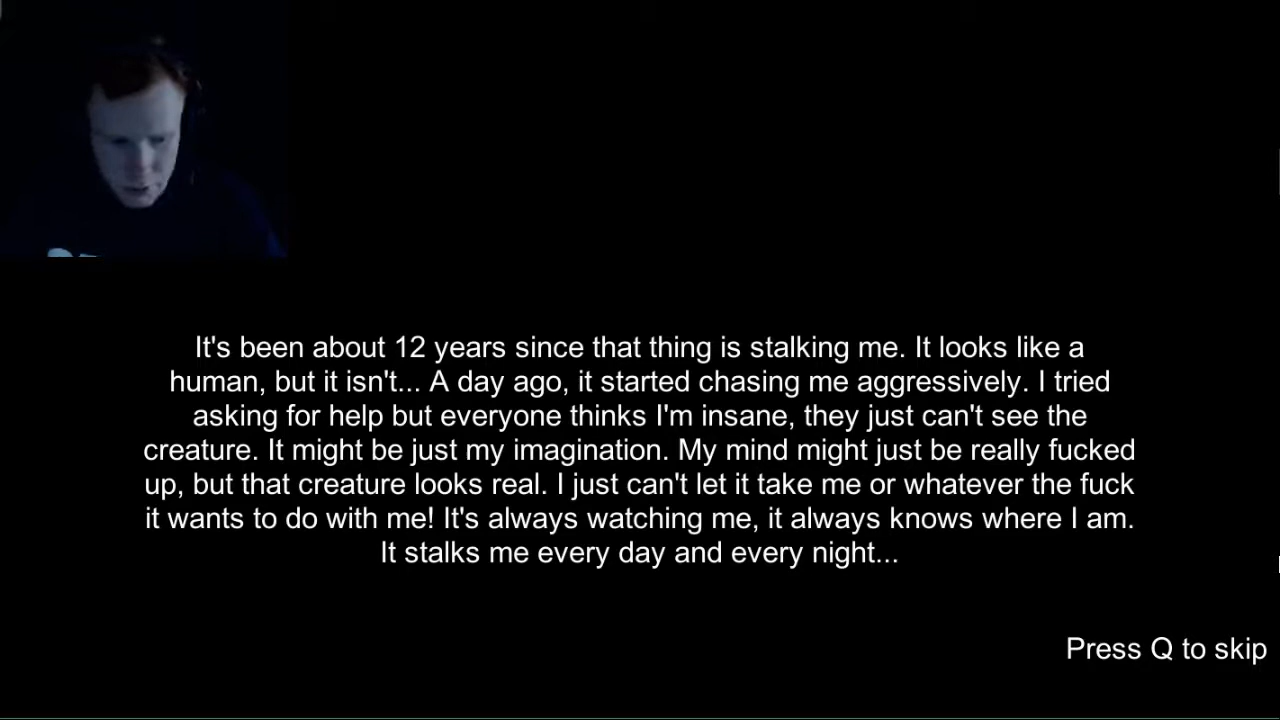 It's been about 12 years since that thing is stalking me. It looks like a
human, but it isn't... A day ago, it started chasing me aggressively. I tried
asking for help but everyone thinks I'm insane, they just can't see the
creature. It might be just my imagination. My mind might just be really fucked
up, but that creature looks real. I just can't let it take me or whatever the fuck
it wants to do with me! It's always watching me, it always knows where I am.
It stalks me every day and every night...
Press Q to skip